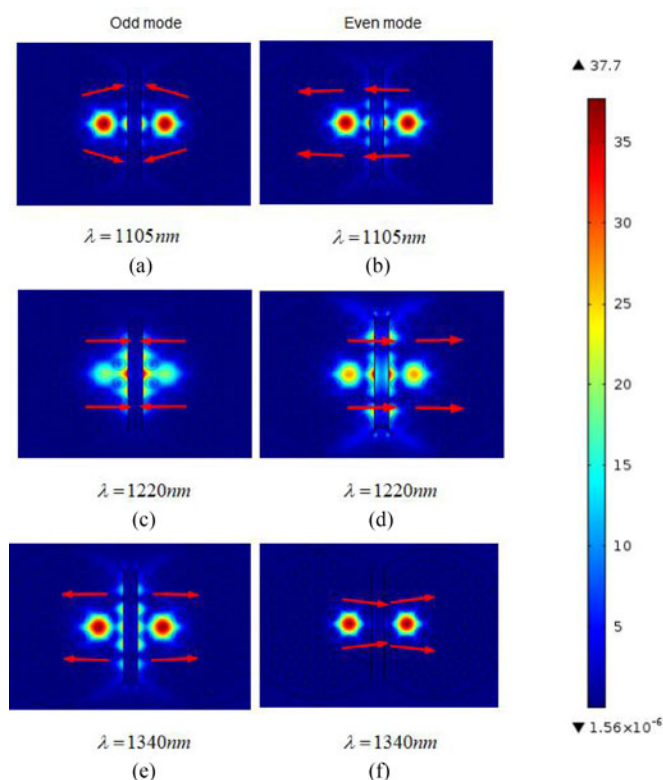 Odd mode Even mode
▲ 37.7
35
30
25
20
15
10
5
▼ 1.56×10⁻⁶
λ = 1105nm λ = 1105nm
(a) (b)
λ = 1220nm λ = 1220nm
(c) (d)
λ = 1340nm λ = 1340nm
(e) (f)